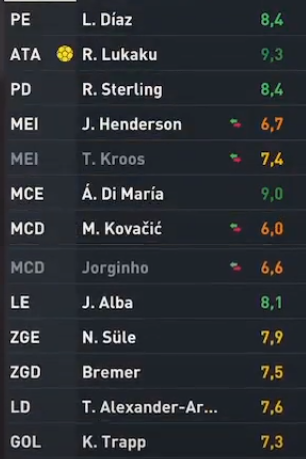 PE L. Díaz 8,4
ATA R. Lukaku 9,3
PD R. Sterling 8,4
MEI J. Henderson 6,7
MEI T. Kroos 7,4
MCE Á. Di María 9,0
MCD M. Kovačić 6,0
MCD Jorginho 6,6
LE J. Alba 8,1
ZGE N. Süle 7,9
ZGD Bremer 7,5
LD T. Alexander-Ar... 7,6
GOL K. Trapp 7,3